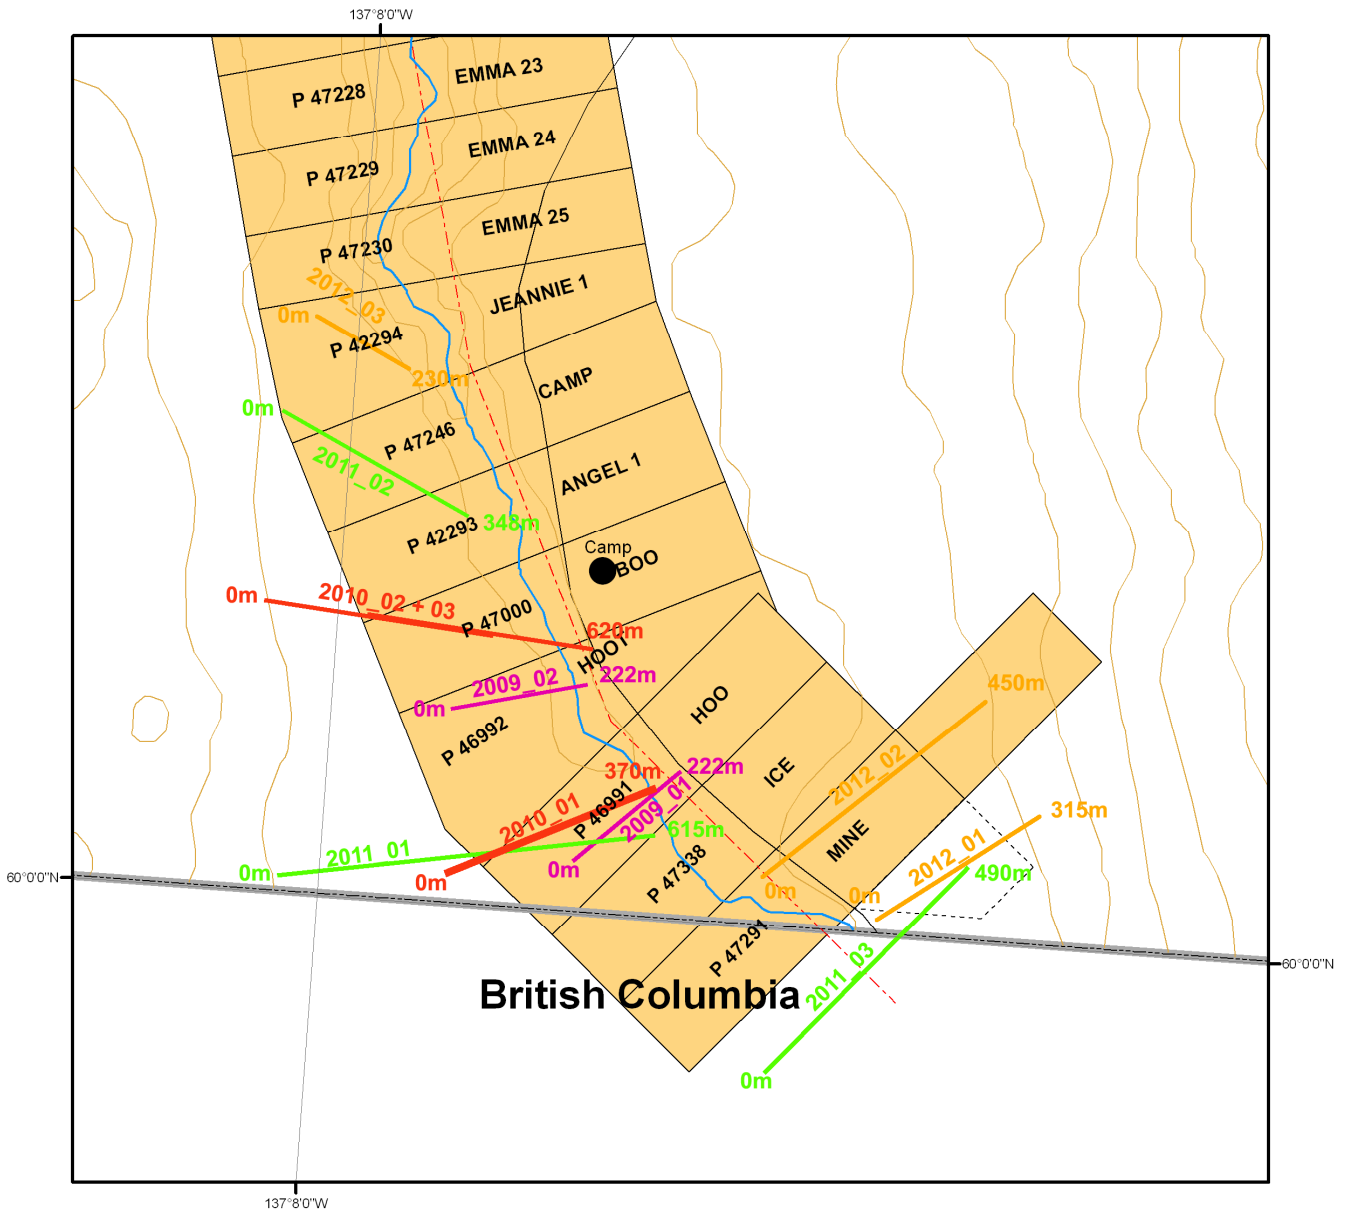 137°8'0"W
EMMA 23
P 47228
EMMA 24
P 47229
EMMA 25
P 47230
2012_03
JEANNIE 1
0m
P 42294
230m
CAMP
0m
P 47246
2011_02
ANGEL 1
348m
P 42293
Camp
BOO
0m
2010_02 + 03
P 47000
620m
HOOT
222m
2009_02
0m
450m
HOO
P 46992
222m
370m
ICE
2012_02
P 46991
2009_01
2010_01
315m
615m
MINE
2012_01
2011_01
0m
0m
0m
P 47338
490m
60°0'0"N
0m
0m
P 47291
60°0'0"N
2011_03
British Columbia
0m
137°8'0"W